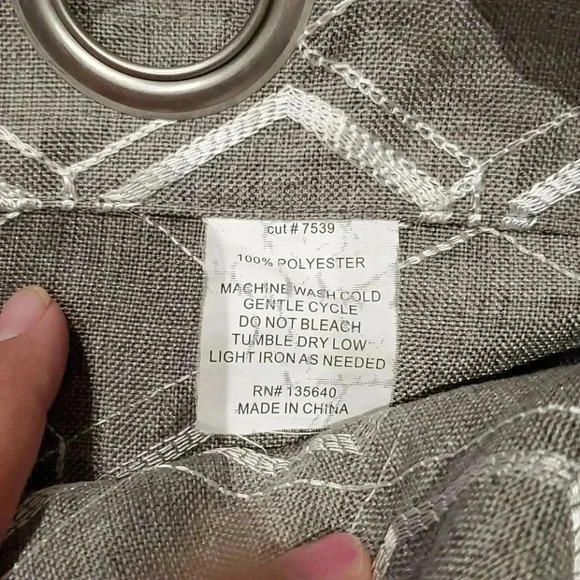 cut # 7539
100% POLYESTER
MACHINE WASH COLD
GENTLE CYCLE
DO NOT BLEACH
TUMBLE DRY LOW
LIGHT IRON AS NEEDED
RN# 135640
MADE IN CHINA